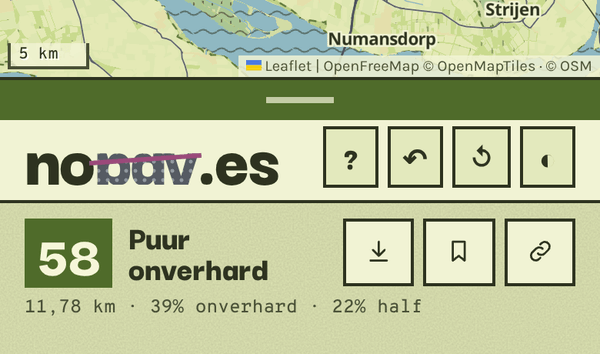 Strijen
Numansdorp
5 km
Leaflet | OpenFreeMap © OpenMapTiles · © OSM
nopav.es
?
58
Puur
onverhard
11,78 km · 39% onverhard · 22% half